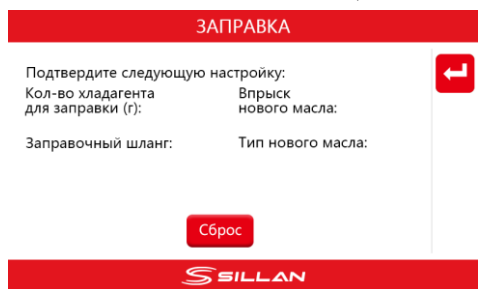 ЗАПРАВКА
Подтвердите следующую настройку:
Кол-во хладагента
для заправки (г):
Впрыск
нового масла:
Заправочный шланг:
Тип нового масла:
Сброс
SILLAN